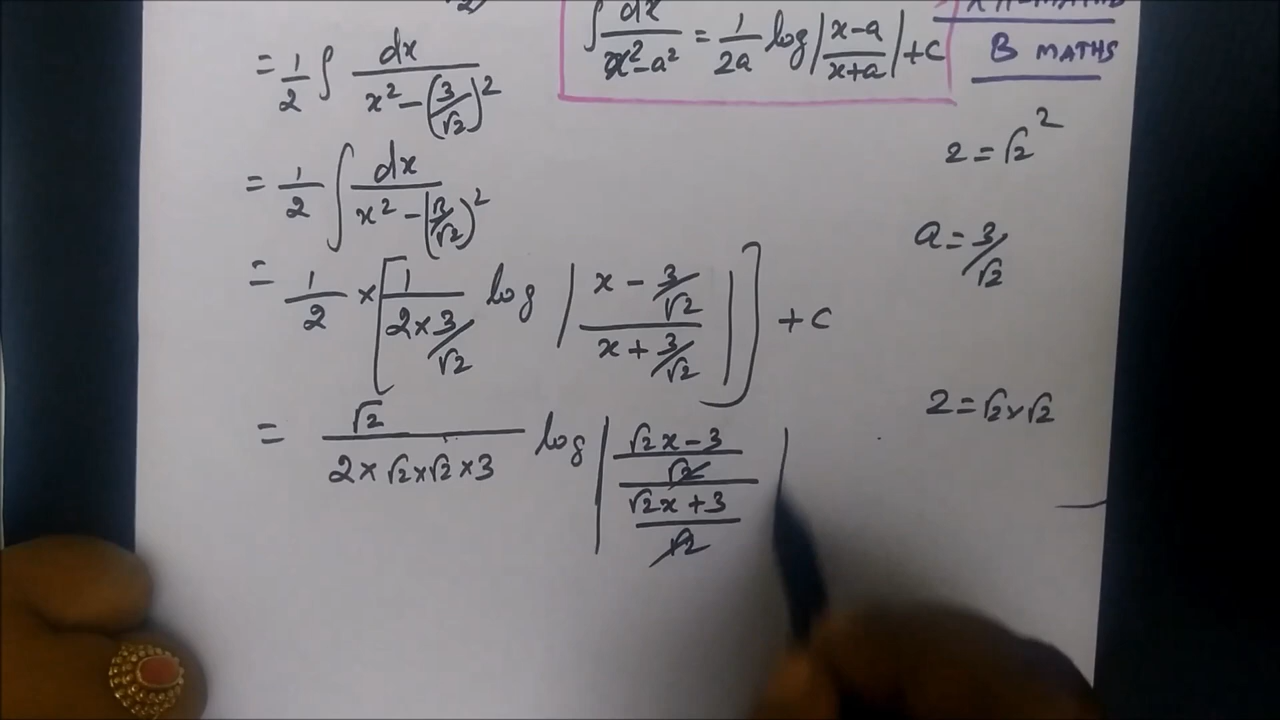 ∫ dx/(x² - a²) = 1/2a log |(x-a)/(x+a)| + C
B MATHS
= 1/2 ∫ dx/(x² - (3/√2)²)
2 = √2²
= 1/2 ∫ dx/(x² - (3/√2)²)
a = 3/√2
= 1/2 × [1/(2 × 3/√2) log |(x - 3/√2)/(x + 3/√2)|] + C
2 = √2 × √2
= √2/(2 × √2 × √2 × 3) log |((√2x - 3)/√2)/((√2x + 3)/√2)|